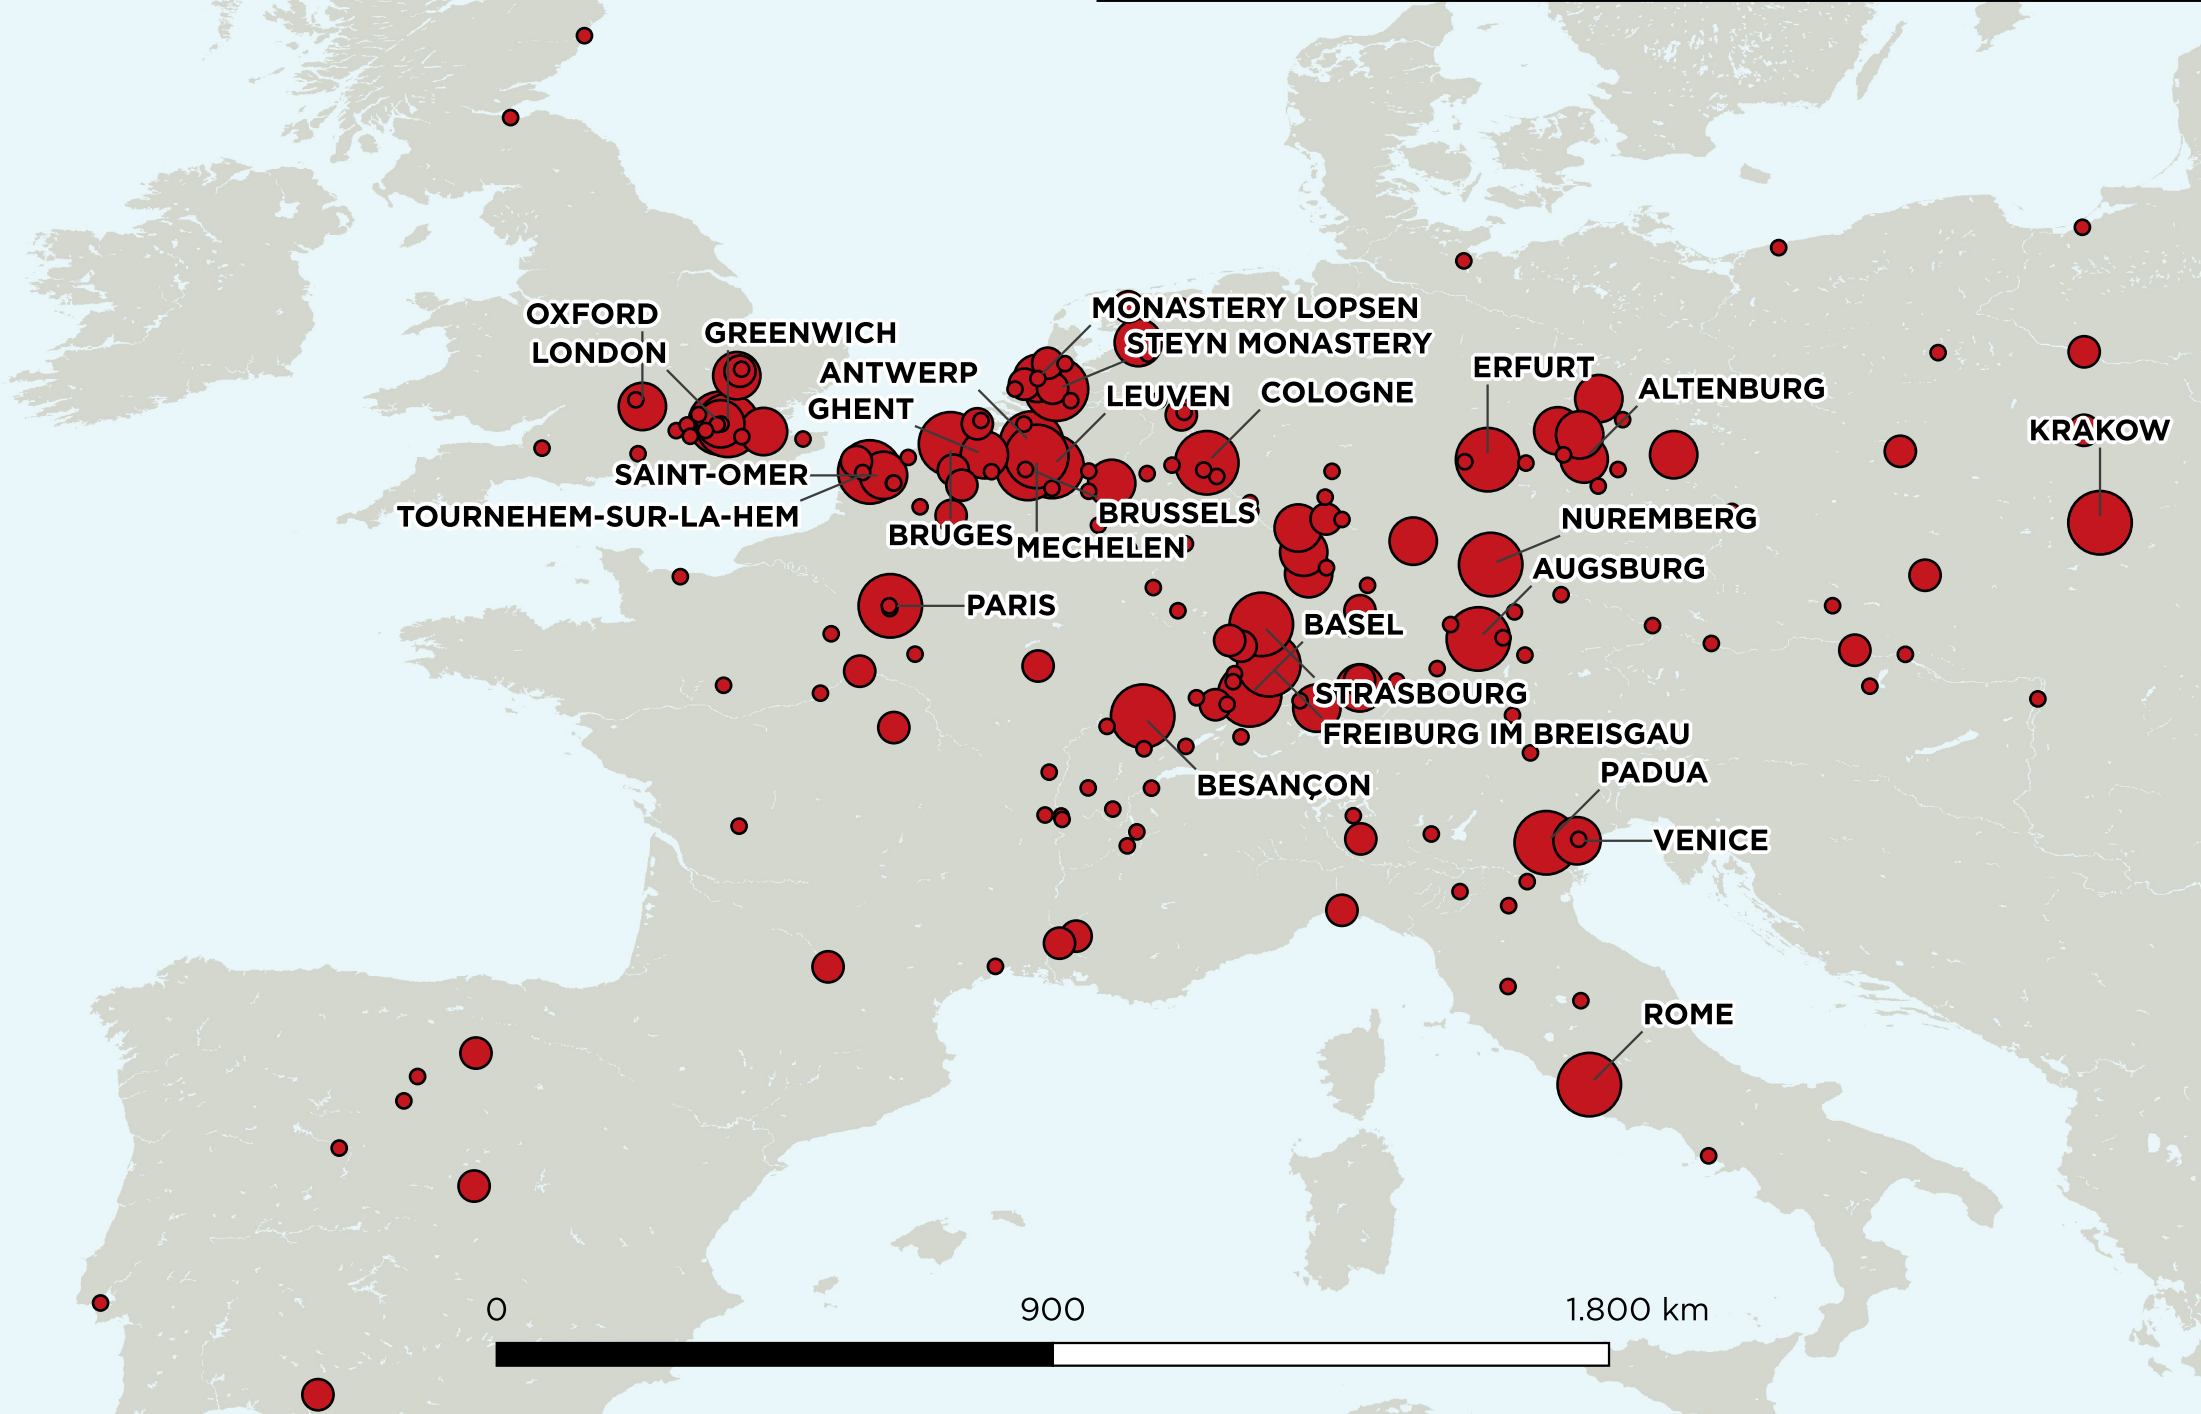 MONASTERY LOPSEN
OXFORD
GREENWICH
STEYN MONASTERY
LONDON
ERFURT
ANTWERP
ALTENBURG
LEUVEN
COLOGNE
GHENT
KRAKOW
SAINT-OMER
BRUSSELS
TOURNEHEM-SUR-LA-HEM
NUREMBERG
BRUGES
MECHELEN
AUGSBURG
PARIS
BASEL
STRASBOURG
FREIBURG IM BREISGAU
PADUA
BESANÇON
VENICE
ROME
0
900
1.800 km